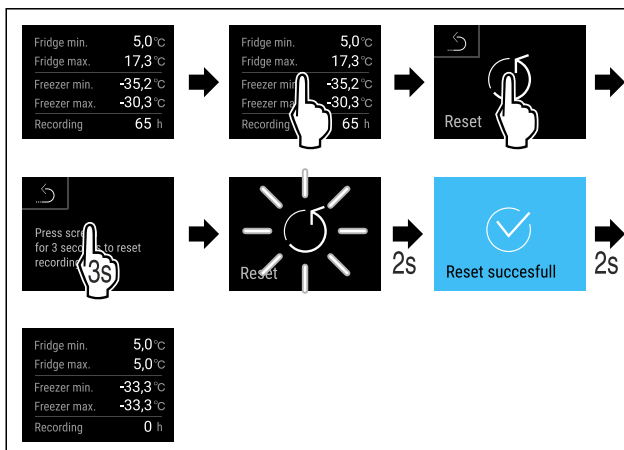 Fridge min. 5,0°C
Fridge max. 17,3°C
Freezer min. -35,2°C
Freezer max. -30,3°C
Recording 65 h
Fridge min. 5,0°C
Fridge max. 17,3°C
Freezer min. -35,2°C
Freezer -30,3°C
Recording 65 h
Reset
Press
for 3 to reset
3s
Reset
2s
Reset succesfull
2s
Fridge min. 5,0°C
Fridge max. 5,0°C
Freezer min. -33,3°C
Freezer max. -33,3°C
Recording 0 h